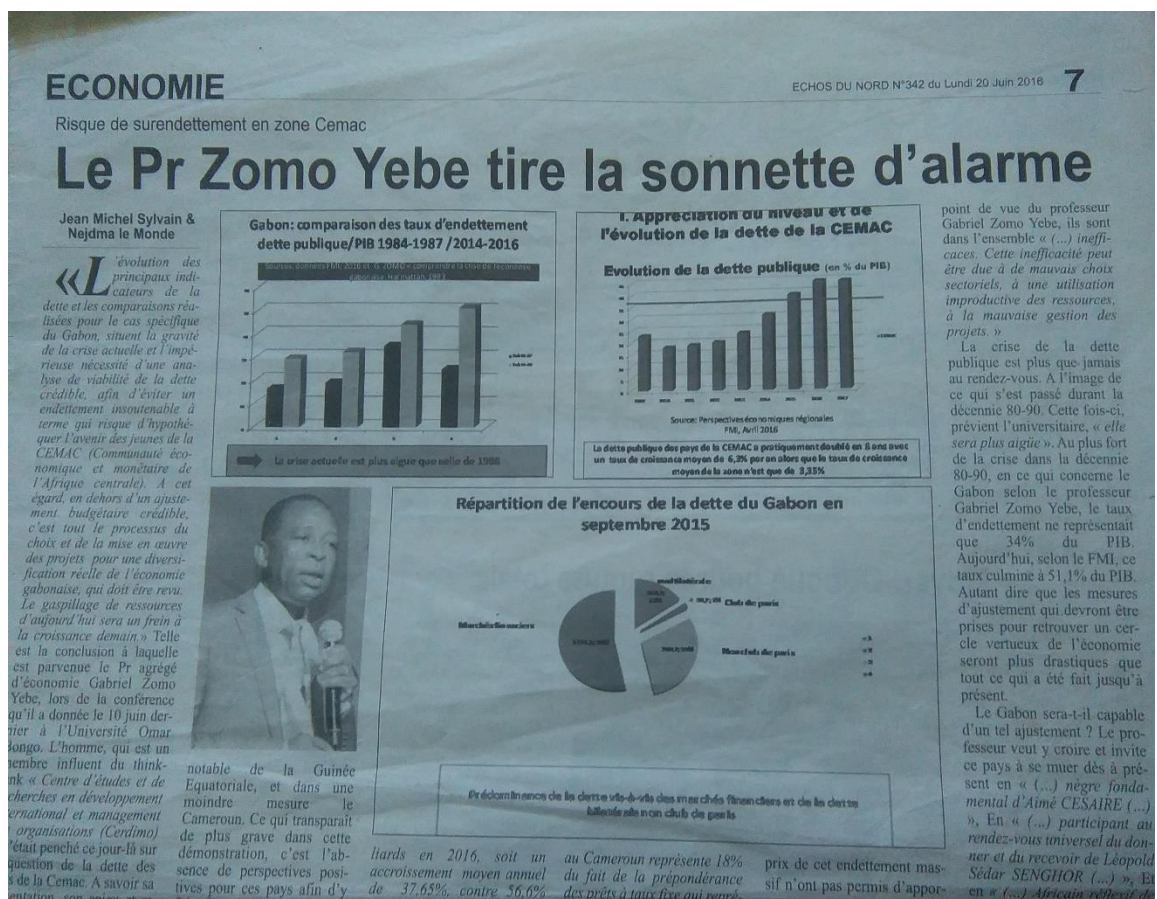 ECONOMIE
ECHOS DU NORD N°342 du Lundi 20 Juin 2016 7
Risque de surendettement en zone Cemac
Le Pr Zomo Yebe tire la sonnette d'alarme
Jean Michel Sylvain &
Nejdma le Monde
«L'évolution des
principaux indi-
cateurs de la
dette et les comparaisons réa-
lisées pour le cas spécifique
du Gabon, situent la gravité
de la crise actuelle et l'impé-
rieuse nécessité d'une ana-
lyse de viabilité de la dette
crédible, afin d'éviter un
endettement insoutenable à
terme qui risque d'hypothé-
quer l'avenir des jeunes de la
CEMAC (Communauté éco-
nomique et monétaire de
l'Afrique centrale). A cet
égard, en dehors d'un ajuste-
ment budgétaire crédible,
c'est tout le processus du
choix et de la mise en œuvre
des projets pour une diversi-
fication réelle de l'économie
gabonaise, qui doit être revu.
Le gaspillage de ressources
d'aujourd'hui sera un frein à
la croissance demain.» Telle
est la conclusion à laquelle
est parvenue le Pr agrégé
d'économie Gabriel Zomo
Yebe, lors de la conférence
qu'il a donnée le 10 juin der-
nier à l'Université Omar
Bongo. L'homme, qui est un
membre influent du think-
nk « Centre d'études et de
cherches en développement
ernational et management
organisations (Cerdimo)
'était penché ce jour-là sur
question de la dette des
s de la Cemac. A savoir sa
Gabon: comparaison des taux d'endettement
dette publique/PIB 1984-1987 /2014-2016
La crise actuelle est plus aigue que celle de 1986
I. Appréciation du niveau et de
l'évolution de la dette de la CEMAC
Evolution de la dette publique (en % du PIB)
Source: Perspectives économiques régionales
FMI, Avril 2016
La dette publique des pays de la CEMAC a pratiquement doublé en 8 ans avec
un taux de croissance moyen de 6,3% par an alors que le taux de croissance
moyen de la zone n'est que de 3,35%
Répartition de l'encours de la dette du Gabon en
septembre 2015
multilatérale
Club de paris
Marchés financiers
Non club de paris
Prédominance de la dette vis-à-vis des marchés financiers et de la dette
bilatérale non club de paris
notable de la Guinée
Equatoriale, et dans une
moindre mesure le
Cameroun. Ce qui transparaît
de plus grave dans cette
démonstration, c'est l'ab-
sence de perspectives posi-
tives pour ces pays afin d'y
liards en 2016, soit un
accroissement moyen annuel
de 37.65%, contre 56,6%
au Cameroun représente 18%
du fait de la prépondérance
des prêts à taux fixe qui repré-
prix de cet endettement mas-
sif n'ont pas permis d'appor-
point de vue du professeur
Gabriel Zomo Yebe, ils sont
dans l'ensemble « (...) ineffi-
caces. Cette inefficacité peut
être due à de mauvais choix
sectoriels, à une utilisation
improductive des ressources,
à la mauvaise gestion des
projets. »
La crise de la dette
publique est plus que jamais
au rendez-vous. A l'image de
ce qui s'est passé durant la
décennie 80-90. Cette fois-ci,
prévient l'universitaire, « elle
sera plus aigüe ». Au plus fort
de la crise dans la décennie
80-90, en ce qui concerne le
Gabon selon le professeur
Gabriel Zomo Yebe, le taux
d'endettement ne représentait
que 34% du PIB.
Aujourd'hui, selon le FMI, ce
taux culmine à 51,1% du PIB.
Autant dire que les mesures
d'ajustement qui devront être
prises pour retrouver un cer-
cle vertueux de l'économie
seront plus drastiques que
tout ce qui a été fait jusqu'à
présent.
Le Gabon sera-t-il capable
d'un tel ajustement ? Le pro-
fesseur veut y croire et invite
ce pays à se muer dès à pré-
sent en « (...) nègre fonda-
mental d'Aimé CESAIRE (...)
», En « (...) participant au
rendez-vous universel du don-
ner et du recevoir de Léopold
Sédar SENGHOR (...) », Et
en « (...) Africain réflexif de